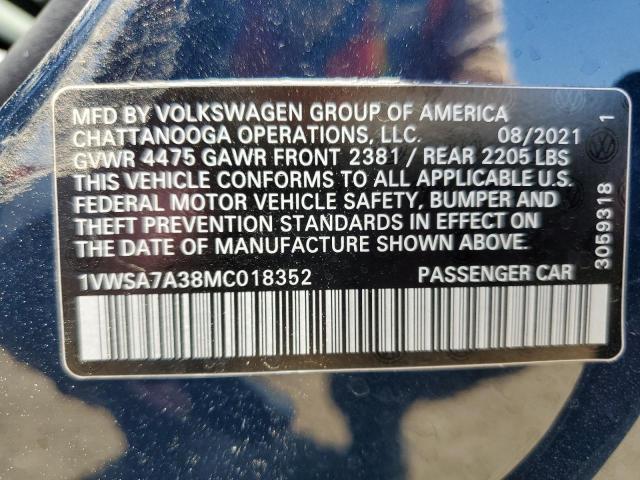 MFD BY VOLKSWAGEN GROUP OF AMERICA
CHATTANOOGA OPERATIONS, LLC. 08/2021
GVWR 4475 GAWR FRONT 2381 / REAR 2205 LBS
THIS VEHICLE CONFORMS TO ALL APPLICABLE U.S.
FEDERAL MOTOR VEHICLE SAFETY, BUMPER AND
THEFT PREVENTION STANDARDS IN EFFECT ON
THE DATE OF MANUFACTURE SHOWN ABOVE.
1VWSA7A38MC018352 PASSENGER CAR
3059318 1